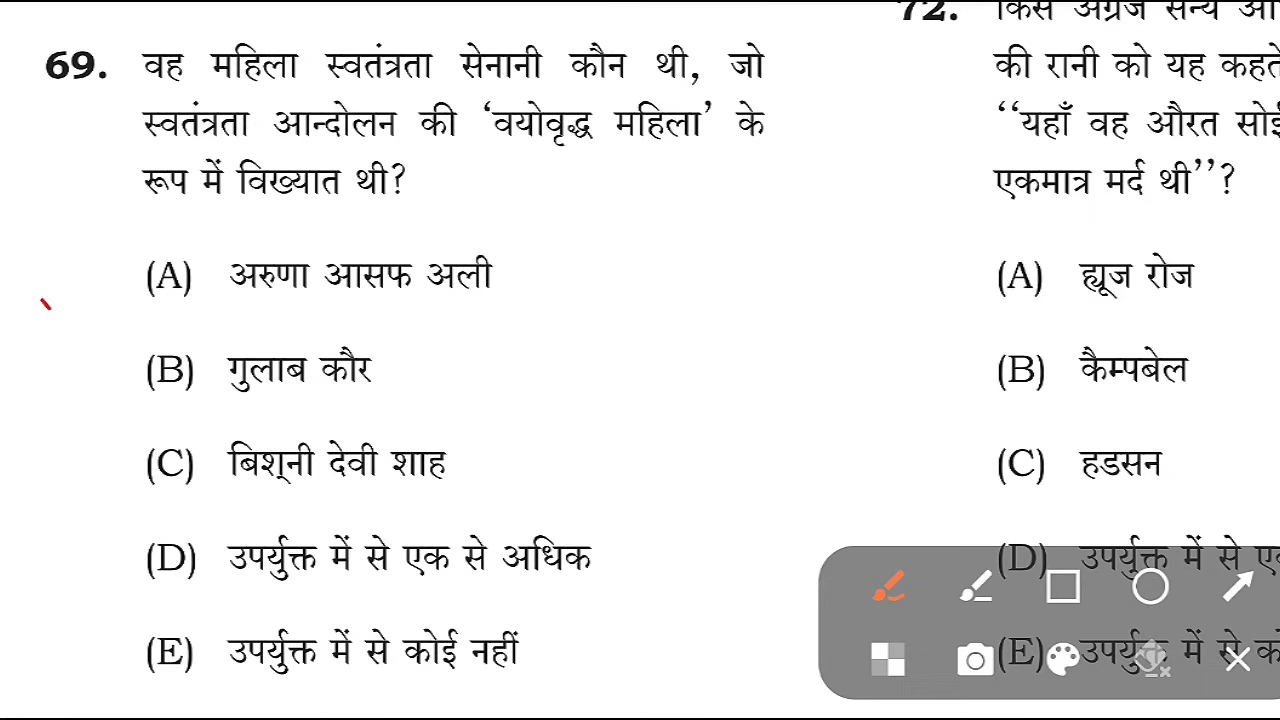 69. वह महिला स्वतंत्रता सेनानी कौन थी, जो
स्वतंत्रता आन्दोलन की ‘वयोवृद्ध महिला’ के
रूप में विख्यात थी?
(A) अरुणा आसफ अली
(B) गुलाब कौर
(C) बिश्‌नी देवी शाह
(D) उपर्युक्त में से एक से अधिक
(E) उपर्युक्त में से कोई नहीं
72. किस अंग्रेज सैन्य
की रानी को यह कहते
‘‘यहाँ वह औरत सोई
एकमात्र मर्द थी’’?
(A) ह्यूज रोज
(B) कैम्पबेल
(C) हडसन
(D) उपर्युक्त में से
(E) उपर्युक्त में से